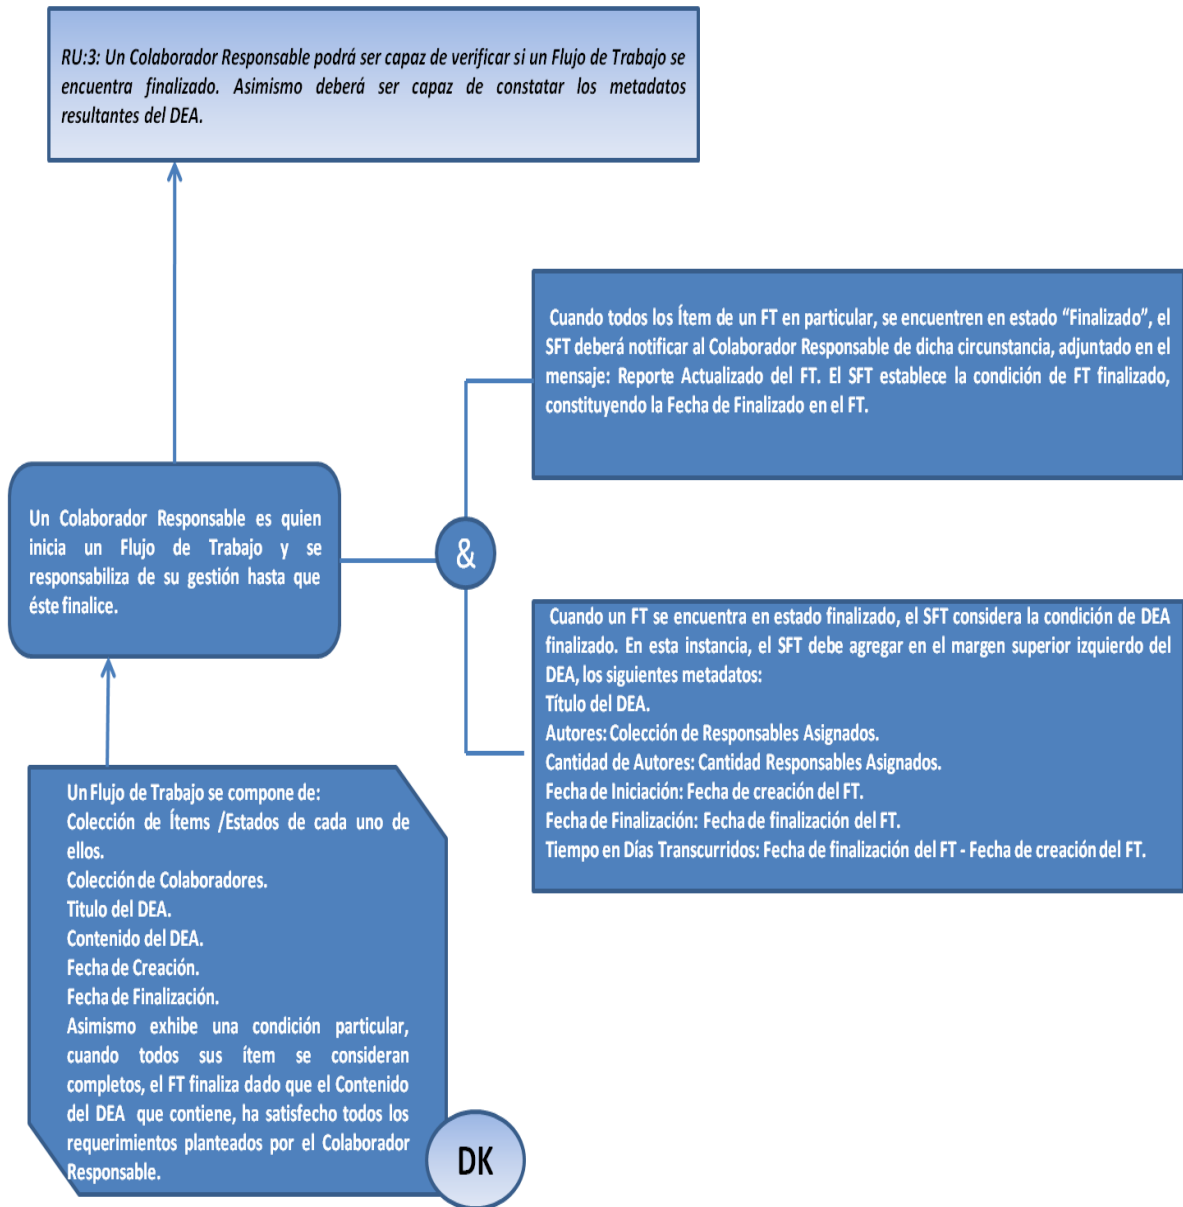 RU:3: Un Colaborador Responsable podrá ser capaz de verificar si un Flujo de Trabajo se
encuentra finalizado. Asimismo deberá ser capaz de constatar los metadatos
resultantes del DEA.
Cuando todos los Ítem de un FT en particular, se encuentren en estado “Finalizado”, el
SFT deberá notificar al Colaborador Responsable de dicha circunstancia, adjuntado en el
mensaje: Reporte Actualizado del FT. El SFT establece la condición de FT finalizado,
constituyendo la Fecha de Finalizado en el FT.
Un Colaborador Responsable es quien
inicia un Flujo de Trabajo y se
responsabiliza de su gestión hasta que
éste finalice.
&
Cuando un FT se encuentra en estado finalizado, el SFT considera la condición de DEA
finalizado. En esta instancia, el SFT debe agregar en el margen superior izquierdo del
DEA, los siguientes metadatos:
Título del DEA.
Autores: Colección de Responsables Asignados.
Cantidad de Autores: Cantidad Responsables Asignados.
Fecha de Iniciación: Fecha de creación del FT.
Fecha de Finalización: Fecha de finalización del FT.
Tiempo en Días Transcurridos: Fecha de finalización del FT - Fecha de creación del FT.
Un Flujo de Trabajo se compone de:
Colección de Ítems /Estados de cada uno de
ellos.
Colección de Colaboradores.
Titulo del DEA.
Contenido del DEA.
Fecha de Creación.
Fecha de Finalización.
Asimismo exhibe una condición particular,
cuando todos sus ítem se consideran
completos, el FT finaliza dado que el Contenido
del DEA que contiene, ha satisfecho todos los
requerimientos planteados por el Colaborador
Responsable.
DK